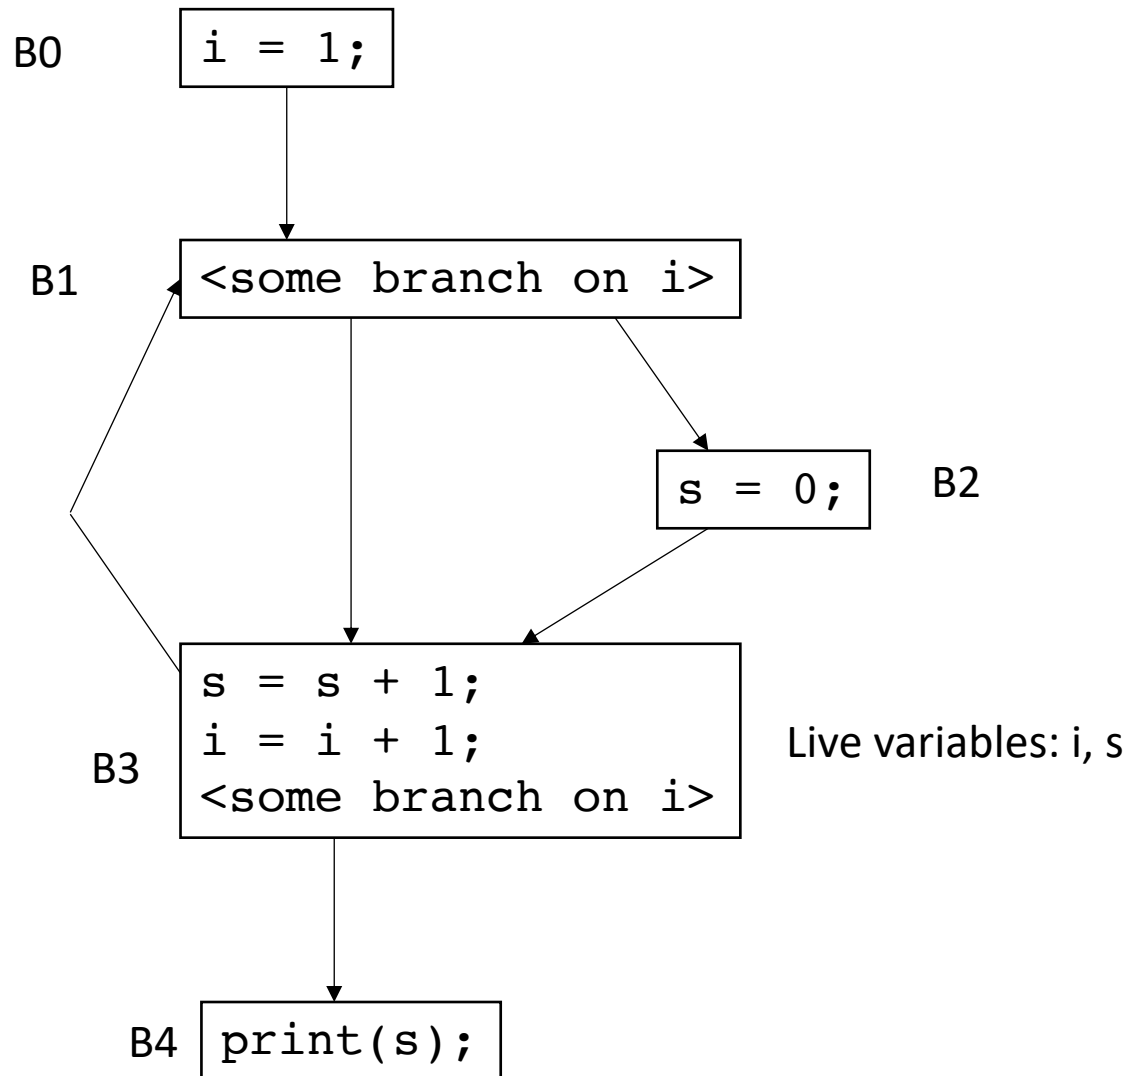 B0
i = 1;
B1
<some branch on i>
s = 0;
B2
s = s + 1;
i = i + 1;
<some branch on i>
B3
Live variables: i, s
B4
print(s);